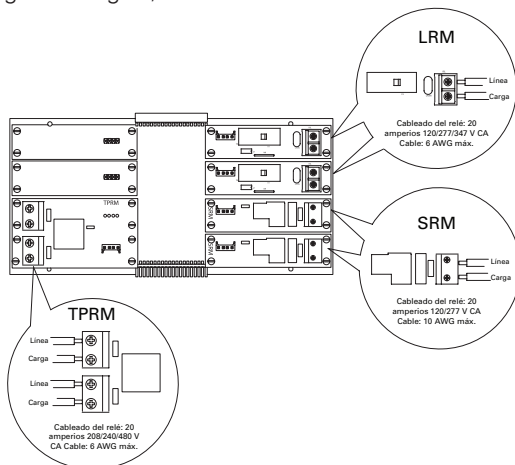 LRM
Línea
Carga
Cableado del relé: 20
amperios 120/277/347 V CA
Cable: 6 AWG máx.
TPRM
SRM
SRM
SRM
Línea
Carga
Cableado del relé: 20
amperios 120/277 V CA
Cable: 10 AWG máx.
TPRM
Línea
Carga
Línea
Carga
Cableado del relé: 20
amperios 208/240/480 V
CA Cable: 6 AWG máx.